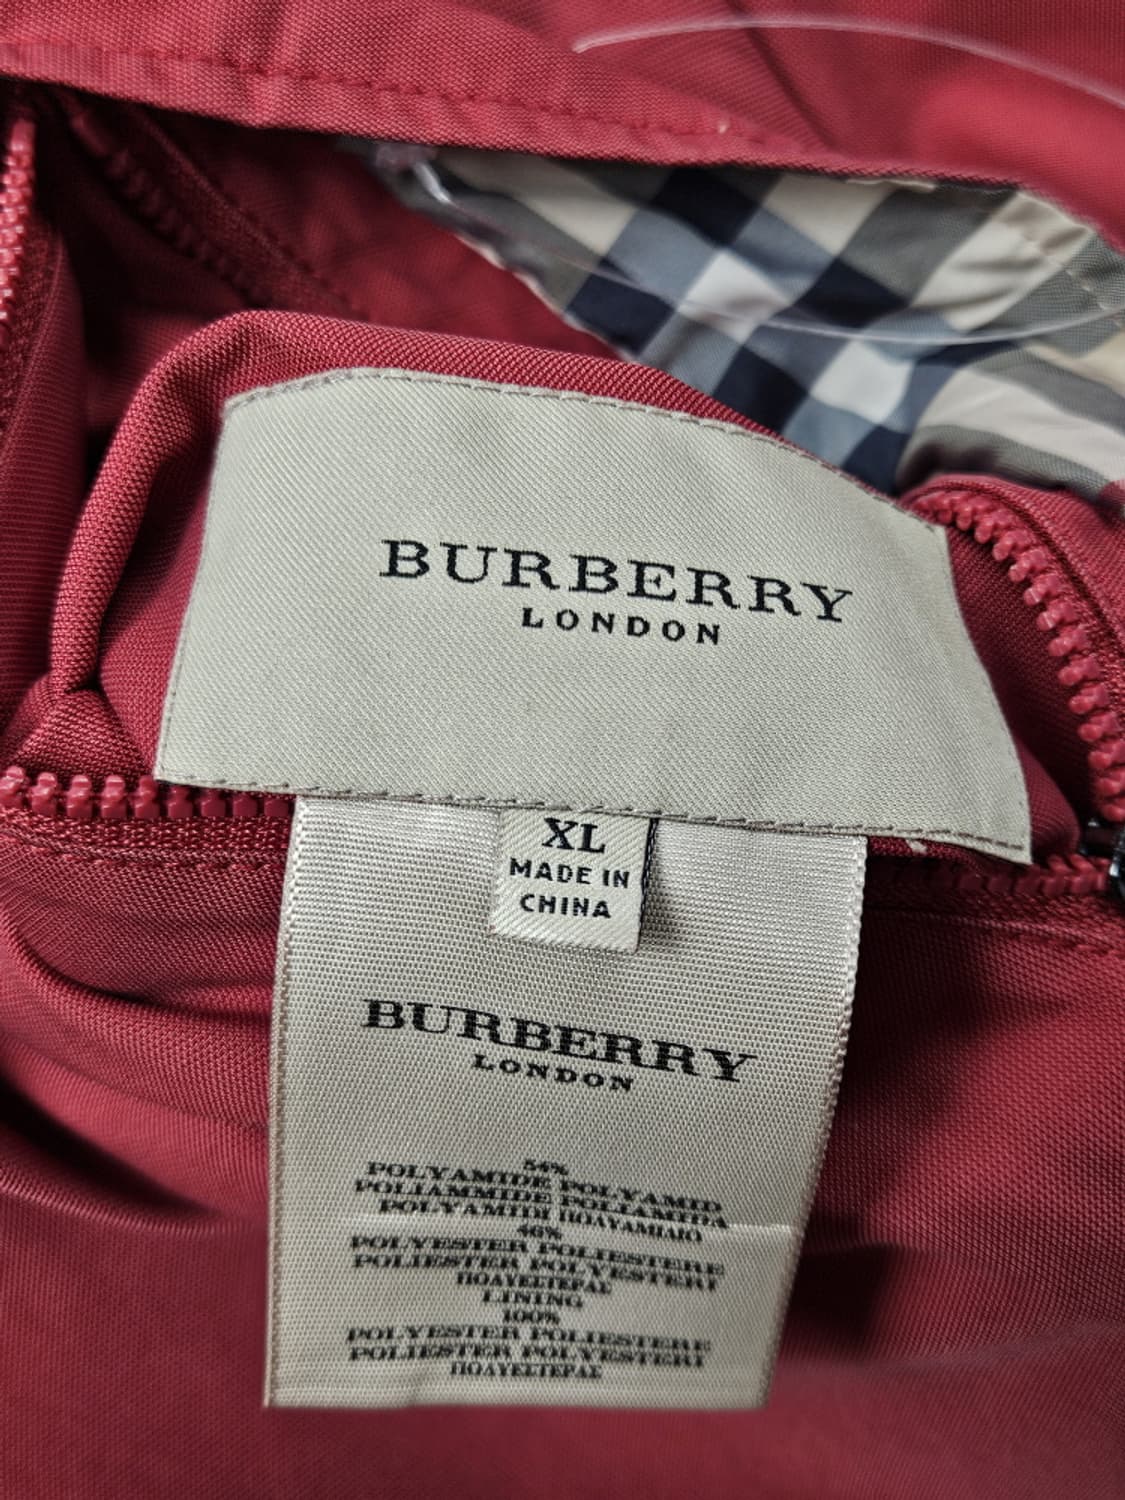 BURBERRY
LONDON
XL
MADE IN
CHINA
BURBERRY
LONDON
54%
POLYAMIDE POLYAMID
POLIAMMIDE POLIAMIDA
POLYAMIDI ΠΟΛΥΑΜΙΔΙΟ
46%
POLYESTER POLIESTERE
POLIESTER POLYESTERI
ΠΟΛΥΕΣΤΕΡΑΣ
LINING
100%
POLYESTER POLIESTERE
POLIESTER POLYESTERI
ΠΟΛΥΕΣΤΕΡΑΣ